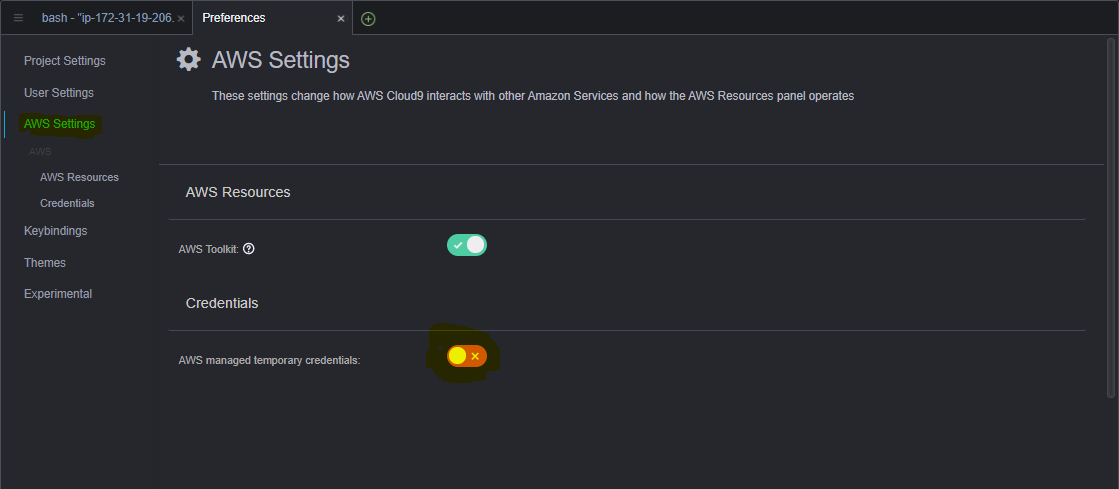 bash - "ip-172-31-19-206.
Preferences
AWS Settings
These settings change how AWS Cloud9 interacts with other Amazon Services and how the AWS Resources panel operates
Project Settings
User Settings
AWS Settings
AWS
AWS Resources
Credentials
Keybindings
Themes
Experimental
AWS Resources
AWS Toolkit:
Credentials
AWS managed temporary credentials: